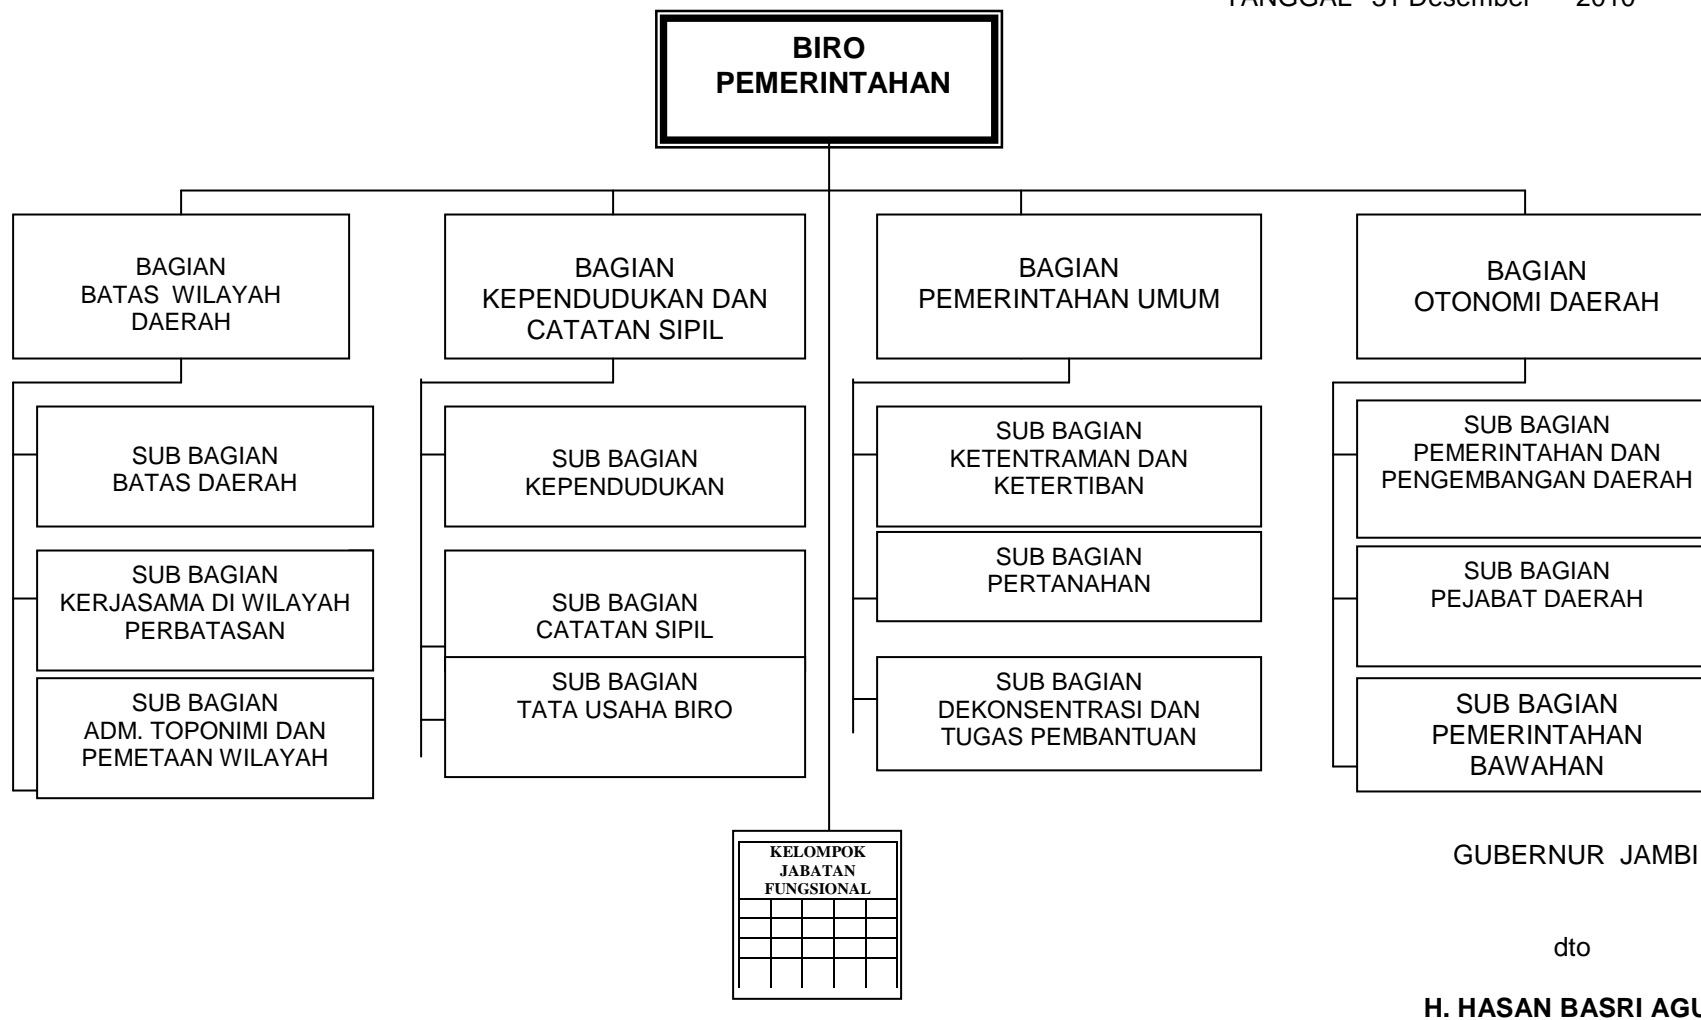 TANGGAL 31 Desember 2010
BIRO
PEMERINTAHAN
BAGIAN
BATAS WILAYAH
DAERAH
BAGIAN
KEPENDUDUKAN DAN
CATATAN SIPIL
BAGIAN
PEMERINTAHAN UMUM
BAGIAN
OTONOMI DAERAH
SUB BAGIAN
BATAS DAERAH
SUB BAGIAN
KERJASAMA DI WILAYAH
PERBATASAN
SUB BAGIAN
ADM. TOPONIMI DAN
PEMETAAN WILAYAH
SUB BAGIAN
KEPENDUDUKAN
SUB BAGIAN
CATATAN SIPIL
SUB BAGIAN
TATA USAHA BIRO
SUB BAGIAN
KETENTRAMAN DAN
KETERTIBAN
SUB BAGIAN
PERTANAHAN
SUB BAGIAN
DEKONSENTRASI DAN
TUGAS PEMBANTUAN
SUB BAGIAN
PEMERINTAHAN DAN
PENGEMBANGAN DAERAH
SUB BAGIAN
PEJABAT DAERAH
SUB BAGIAN
PEMERINTAHAN
BAWAHAN
KELOMPOK
JABATAN
FUNGSIONAL
GUBERNUR JAMBI
dto
H. HASAN BASRI